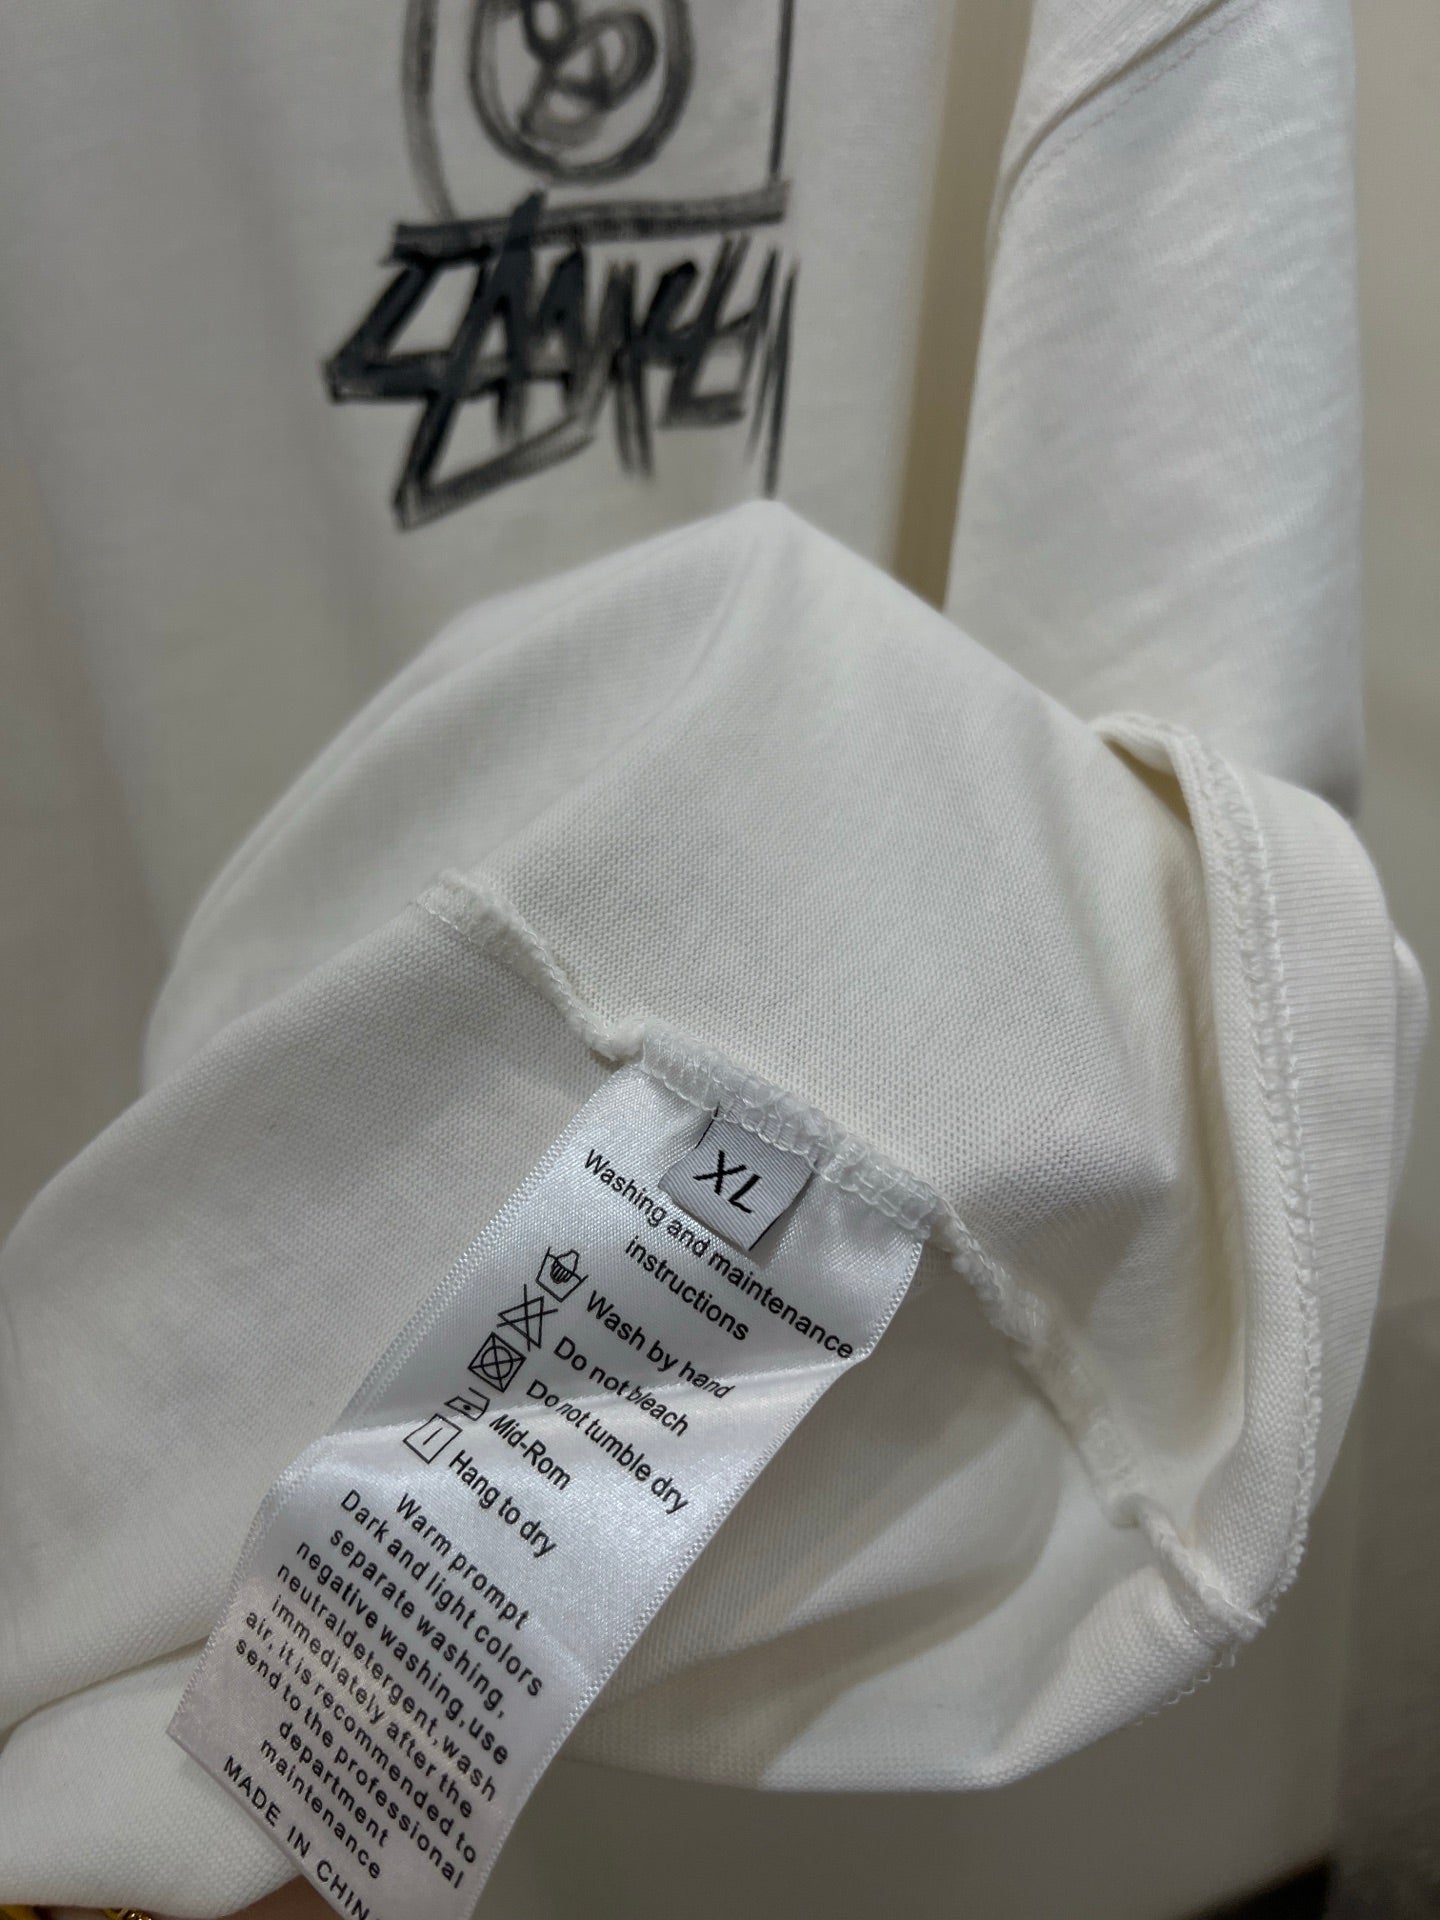 XL
Washing and maintenance
instructions
Wash by hand
Do not bleach
Do not tumble dry
Mid-Rom
Hang to dry
Warm prompt
Dark and light colors
separate washing,
negative washing, use
neutraldetergent, wash
immediately after the
air, it is recommended to
send to the professional
department
maintenance
MADE IN CHINA